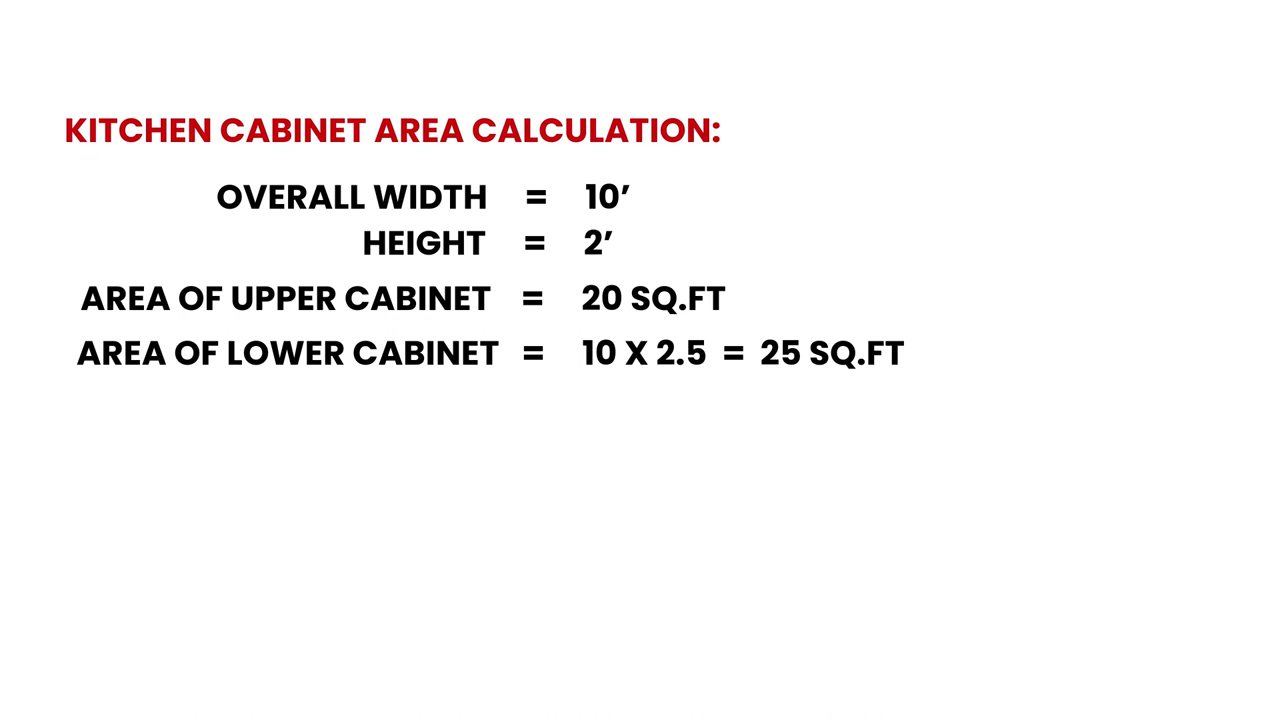 KITCHEN CABINET AREA CALCULATION:
OVERALL WIDTH = 10’
HEIGHT = 2’
AREA OF UPPER CABINET = 20 SQ.FT
AREA OF LOWER CABINET = 10 X 2.5 = 25 SQ.FT